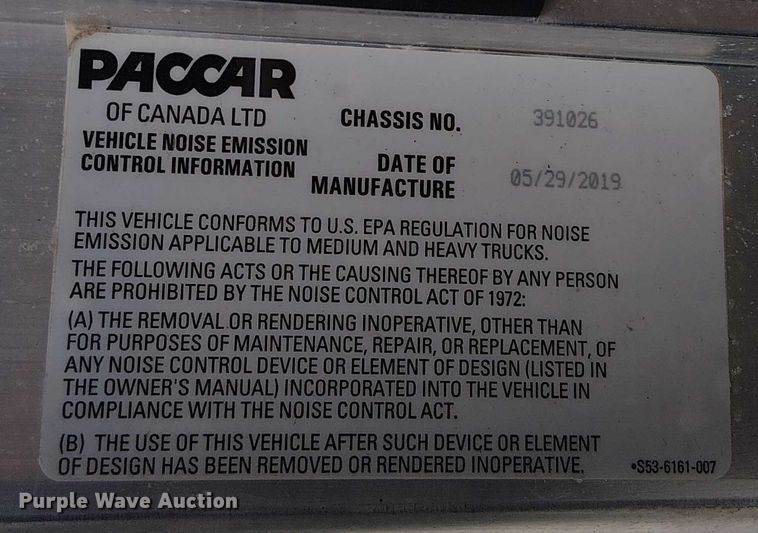 PACCAR
OF CANADA LTD
VEHICLE NOISE EMISSION
CONTROL INFORMATION
CHASSIS NO. 391026
DATE OF
MANUFACTURE 05/29/2019
THIS VEHICLE CONFORMS TO U.S. EPA REGULATION FOR NOISE
EMISSION APPLICABLE TO MEDIUM AND HEAVY TRUCKS.
THE FOLLOWING ACTS OR THE CAUSING THEREOF BY ANY PERSON
ARE PROHIBITED BY THE NOISE CONTROL ACT OF 1972:
(A) THE REMOVAL OR RENDERING INOPERATIVE, OTHER THAN
FOR PURPOSES OF MAINTENANCE, REPAIR, OR REPLACEMENT, OF
ANY NOISE CONTROL DEVICE OR ELEMENT OF DESIGN (LISTED IN
THE OWNER'S MANUAL) INCORPORATED INTO THE VEHICLE IN
COMPLIANCE WITH THE NOISE CONTROL ACT.
(B) THE USE OF THIS VEHICLE AFTER SUCH DEVICE OR ELEMENT
OF DESIGN HAS BEEN REMOVED OR RENDERED INOPERATIVE.
•S53-6161-007
Purple Wave Auction